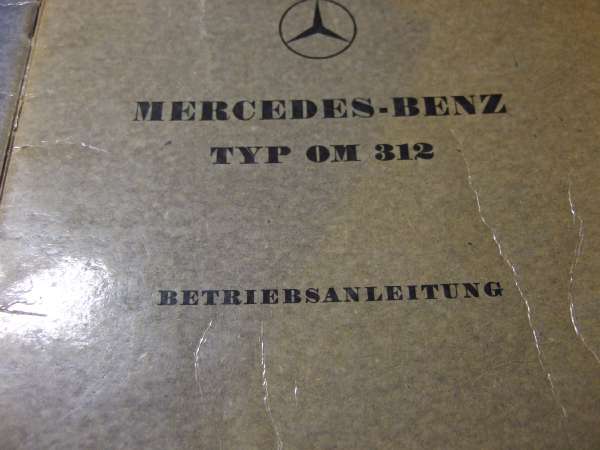 MERCEDES-BENZ
TYP OM 312
BETRIEBSANLEITUNG